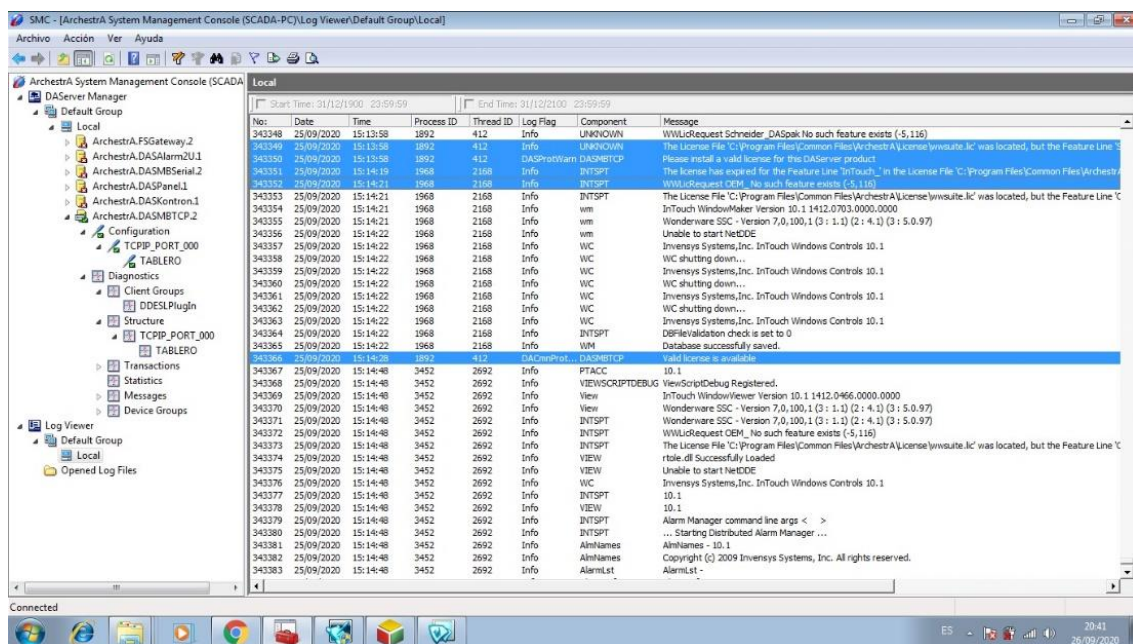 SMC - [ArchestrA System Management Console (SCADA-PC)\Log Viewer\Default Group\Local]
Archivo Acción Ver Ayuda
ArchestrA System Management Console (SCADA
DAServer Manager
Default Group
Local
ArchestrA.FSGateway.2
ArchestrA.DASAlarm2U.1
ArchestrA.DASMBSerial.2
ArchestrA.DASPanel.1
ArchestrA.DASKontron.1
ArchestrA.DASMBTCP.2
Configuration
TCPIP_PORT_000
TABLERO
Diagnostics
Client Groups
DDESLPlugIn
Structure
TCPIP_PORT_000
TABLERO
Transactions
Statistics
Messages
Device Groups
Log Viewer
Default Group
Local
Opened Log Files
Local
Start Time: 31/12/1900 23:59:59 End Time: 31/12/2100 23:59:59
No: Date Time Process ID Thread ID Log Flag Component Message
343348 25/09/2020 15:13:58 1892 412 Info UNKNOWN WWLicRequest Schneider_DASpak No such feature exists (-5,116)
343349 25/09/2020 15:13:58 1892 412 Info UNKNOWN The License File 'C:\Program Files\Common Files\ArchestrA\License\wwsuite.lic' was located, but the Feature Line 'S
343350 25/09/2020 15:13:58 1892 412 DASProtWarn DASMBTCP Please install a valid license for this DAServer product
343351 25/09/2020 15:14:19 1968 2168 Info INTSPT The license has expired for the Feature Line 'InTouch_' in the License File 'C:\Program Files\Common Files\ArchestrA
343352 25/09/2020 15:14:21 1968 2168 Info INTSPT WWLicRequest OEM_ No such feature exists (-5,116)
343353 25/09/2020 15:14:21 1968 2168 Info INTSPT The License File 'C:\Program Files\Common Files\ArchestrA\License\wwsuite.lic' was located, but the Feature Line 'O
343354 25/09/2020 15:14:21 1968 2168 Info wm InTouch WindowMaker Version 10.1 1412.0703.0000.0000
343355 25/09/2020 15:14:21 1968 2168 Info wm Wonderware SSC - Version 7,0,100,1 (3 : 1.1) (2 : 4.1) (3 : 5.0.97)
343356 25/09/2020 15:14:22 1968 2168 Info wm Unable to start NetDDE
343357 25/09/2020 15:14:22 1968 2168 Info WC Invensys Systems,Inc. InTouch Windows Controls 10.1
343358 25/09/2020 15:14:22 1968 2168 Info WC WC shutting down...
343359 25/09/2020 15:14:22 1968 2168 Info WC Invensys Systems,Inc. InTouch Windows Controls 10.1
343360 25/09/2020 15:14:22 1968 2168 Info WC WC shutting down...
343361 25/09/2020 15:14:22 1968 2168 Info WC Invensys Systems,Inc. InTouch Windows Controls 10.1
343362 25/09/2020 15:14:22 1968 2168 Info WC WC shutting down...
343363 25/09/2020 15:14:22 1968 2168 Info WC Invensys Systems,Inc. InTouch Windows Controls 10.1
343364 25/09/2020 15:14:22 1968 2168 Info INTSPT DBFileValidation check is set to 0
343365 25/09/2020 15:14:22 1968 2168 Info WM Database successfully saved.
343366 25/09/2020 15:14:28 1892 412 DACmnProt... DASMBTCP Valid license is available
343367 25/09/2020 15:14:48 3452 2692 Info PTACC 10.1
343368 25/09/2020 15:14:48 3452 2692 Info VIEWSCRIPTDEBUG ViewScriptDebug Registered.
343369 25/09/2020 15:14:48 3452 2692 Info View InTouch WindowViewer Version 10.1 1412.0466.0000.0000
343370 25/09/2020 15:14:48 3452 2692 Info View Wonderware SSC - Version 7,0,100,1 (3 : 1.1) (2 : 4.1) (3 : 5.0.97)
343371 25/09/2020 15:14:48 3452 2692 Info INTSPT Wonderware SSC - Version 7,0,100,1 (3 : 1.1) (2 : 4.1) (3 : 5.0.97)
343372 25/09/2020 15:14:48 3452 2692 Info INTSPT WWLicRequest OEM_ No such feature exists (-5,116)
343373 25/09/2020 15:14:48 3452 2692 Info INTSPT The License File 'C:\Program Files\Common Files\ArchestrA\License\wwsuite.lic' was located, but the Feature Line 'O
343374 25/09/2020 15:14:48 3452 2692 Info VIEW rtole.dll Successfully Loaded
343375 25/09/2020 15:14:48 3452 2692 Info VIEW Unable to start NetDDE
343376 25/09/2020 15:14:48 3452 2692 Info WC Invensys Systems,Inc. InTouch Windows Controls 10.1
343377 25/09/2020 15:14:48 3452 2692 Info INTSPT 10.1
343378 25/09/2020 15:14:48 3452 2692 Info VIEW 10.1
343379 25/09/2020 15:14:48 3452 2692 Info INTSPT Alarm Manager command line args < >
343380 25/09/2020 15:14:48 3452 2692 Info INTSPT ... Starting Distributed Alarm Manager ...
343381 25/09/2020 15:14:48 3452 2692 Info AlmNames AlmNames - 10.1
343382 25/09/2020 15:14:48 3452 2692 Info AlmNames Copyright (c) 2009 Invensys Systems, Inc. All rights reserved.
343383 25/09/2020 15:14:48 3452 2692 Info AlarmLst AlarmLst -
Connected
ES 20:41
26/09/2020